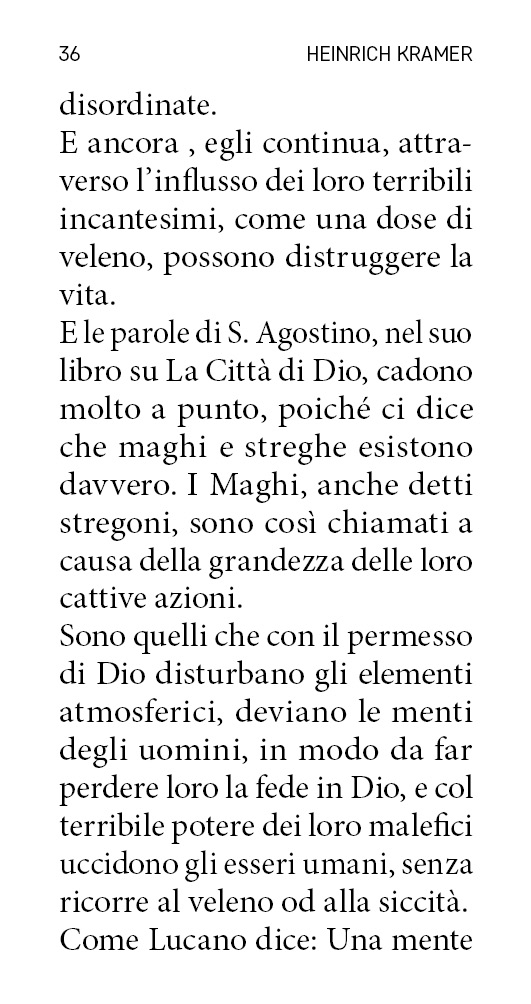 36 HEINRICH KRAMER
disordinate.
E ancora , egli continua, attra-
verso l’influsso dei loro terribili
incantesimi, come una dose di
veleno, possono distruggere la
vita.
E le parole di S. Agostino, nel suo
libro su La Città di Dio, cadono
molto a punto, poiché ci dice
che maghi e streghe esistono
davvero. I Maghi, anche detti
stregoni, sono così chiamati a
causa della grandezza delle loro
cattive azioni.
Sono quelli che con il permesso
di Dio disturbano gli elementi
atmosferici, deviano le menti
degli uomini, in modo da far
perdere loro la fede in Dio, e col
terribile potere dei loro malefici
uccidono gli esseri umani, senza
ricorre al veleno od alla siccità.
Come Lucano dice: Una mente